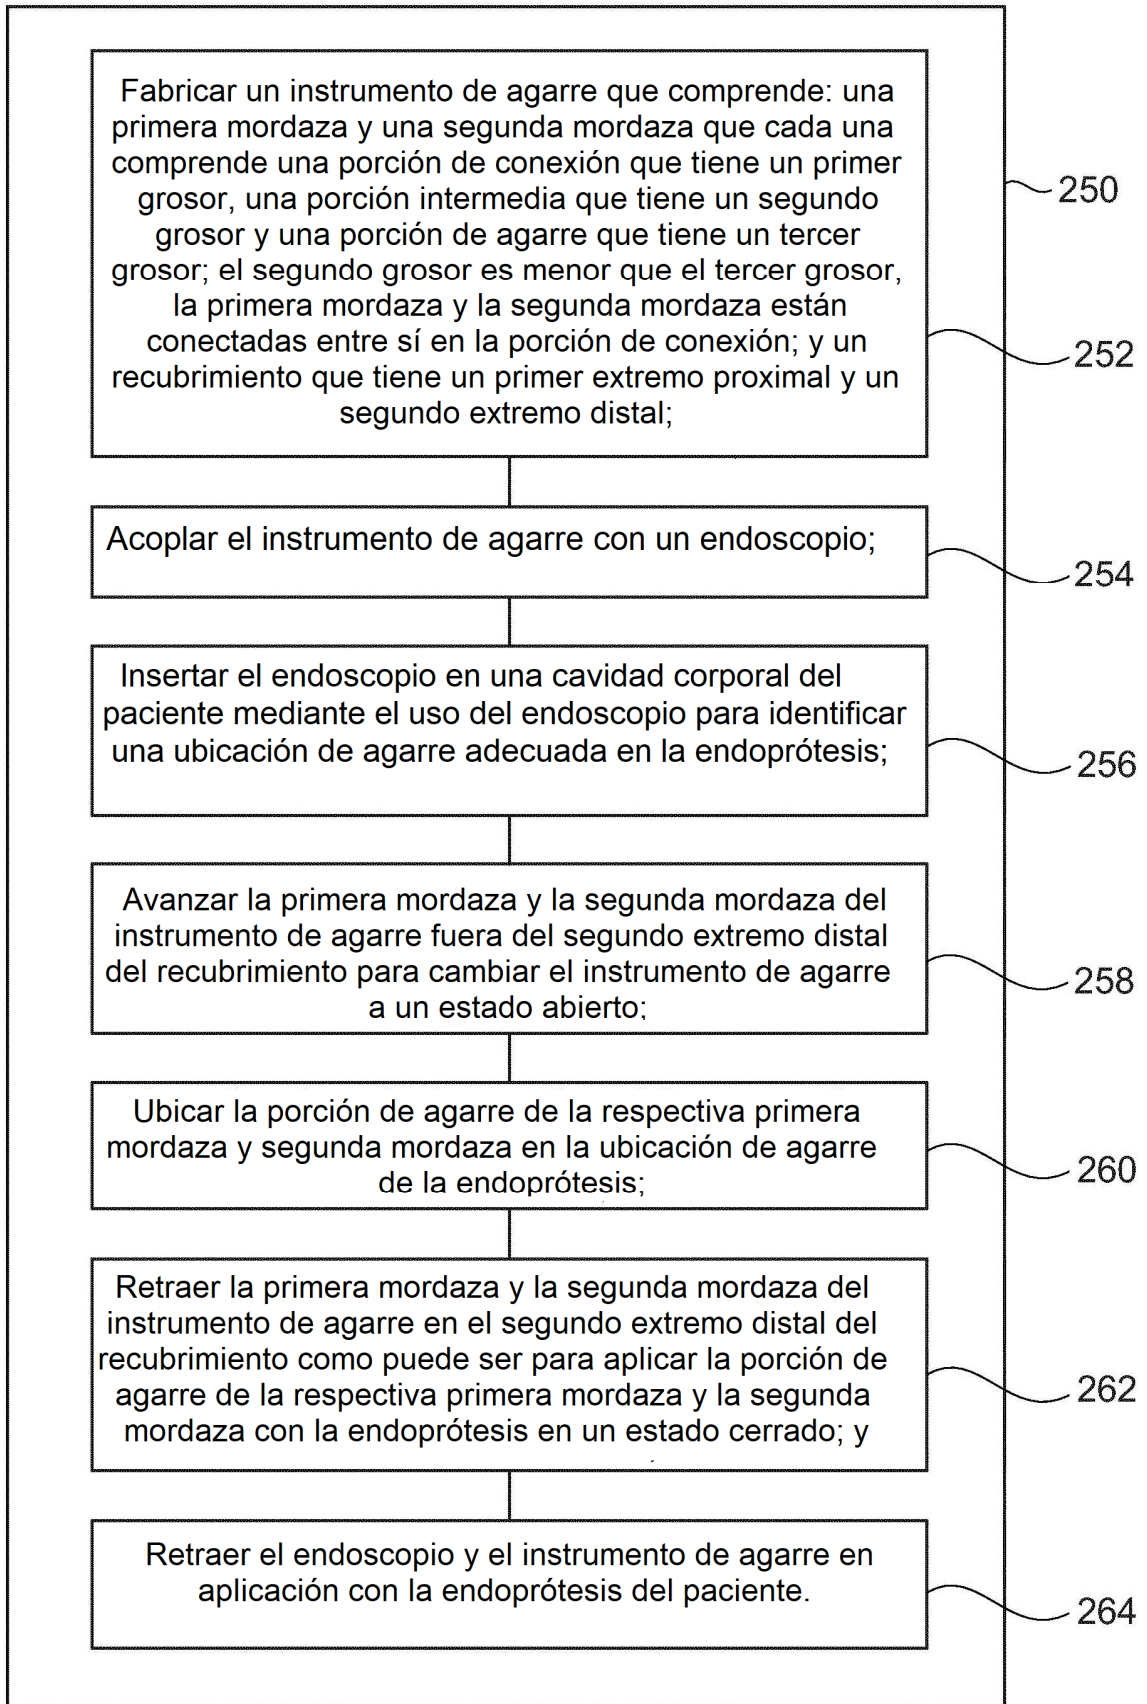 Fabricar un instrumento de agarre que comprende: una
primera mordaza y una segunda mordaza que cada una
comprende una porción de conexión que tiene un primer
grosor, una porción intermedia que tiene un segundo
grosor y una porción de agarre que tiene un tercer
grosor; el segundo grosor es menor que el tercer grosor,
la primera mordaza y la segunda mordaza están
conectadas entre sí en la porción de conexión; y un
recubrimiento que tiene un primer extremo proximal y un
segundo extremo distal;
250
252
Acoplar el instrumento de agarre con un endoscopio;
254
Insertar el endoscopio en una cavidad corporal del
paciente mediante el uso del endoscopio para identificar
una ubicación de agarre adecuada en la endoprótesis;
256
Avanzar la primera mordaza y la segunda mordaza del
instrumento de agarre fuera del segundo extremo distal
del recubrimiento para cambiar el instrumento de agarre
a un estado abierto;
258
Ubicar la porción de agarre de la respectiva primera
mordaza y segunda mordaza en la ubicación de agarre
de la endoprótesis;
260
Retraer la primera mordaza y la segunda mordaza del
instrumento de agarre en el segundo extremo distal del
recubrimiento como puede ser para aplicar la porción de
agarre de la respectiva primera mordaza y la segunda
mordaza con la endoprótesis en un estado cerrado; y
262
Retraer el endoscopio y el instrumento de agarre en
aplicación con la endoprótesis del paciente.
264